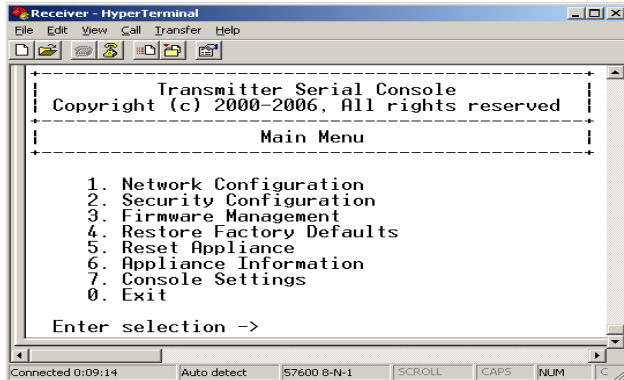 Receiver - HyperTerminal
File Edit View Call Transfer Help
Transmitter Serial Console
Copyright (c) 2000-2006, All rights reserved
Main Menu
1. Network Configuration
2. Security Configuration
3. Firmware Management
4. Restore Factory Defaults
5. Reset Appliance
6. Appliance Information
7. Console Settings
0. Exit
Enter selection ->
Connected 0:09:14 Auto detect 57600 8-N-1 SCROLL CAPS NUM C